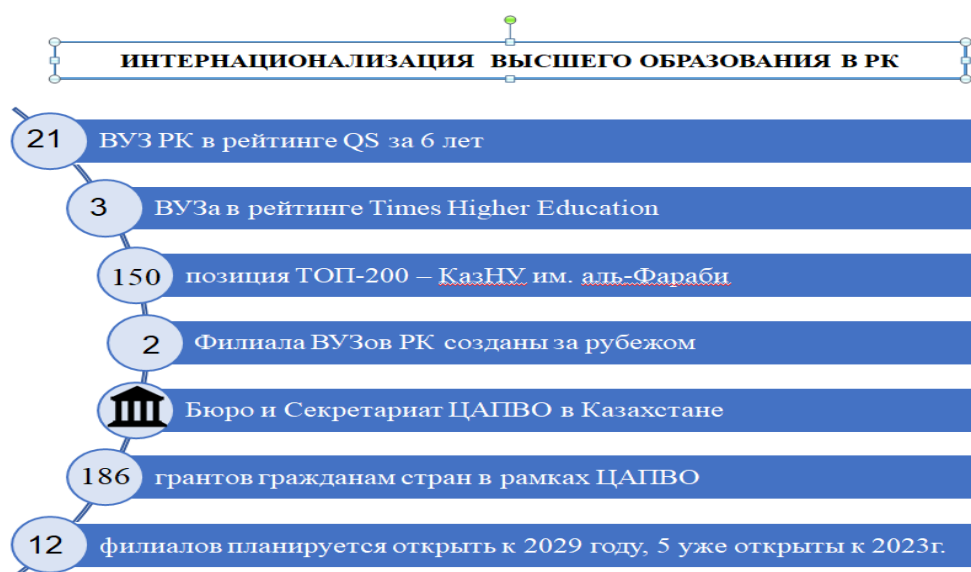 ИНТЕРНАЦИОНАЛИЗАЦИЯ ВЫСШЕГО ОБРАЗОВАНИЯ В РК
21 ВУЗ РК в рейтинге QS за 6 лет
3 ВУЗа в рейтинге Times Higher Education
150 позиция ТОП-200 – КазНУ им. аль-Фараби
2 Филиала ВУЗов РК созданы за рубежом
Бюро и Секретариат ЦАПВО в Казахстане
186 грантов гражданам стран в рамках ЦАПВО
12 филиалов планируется открыть к 2029 году, 5 уже открыты к 2023г.